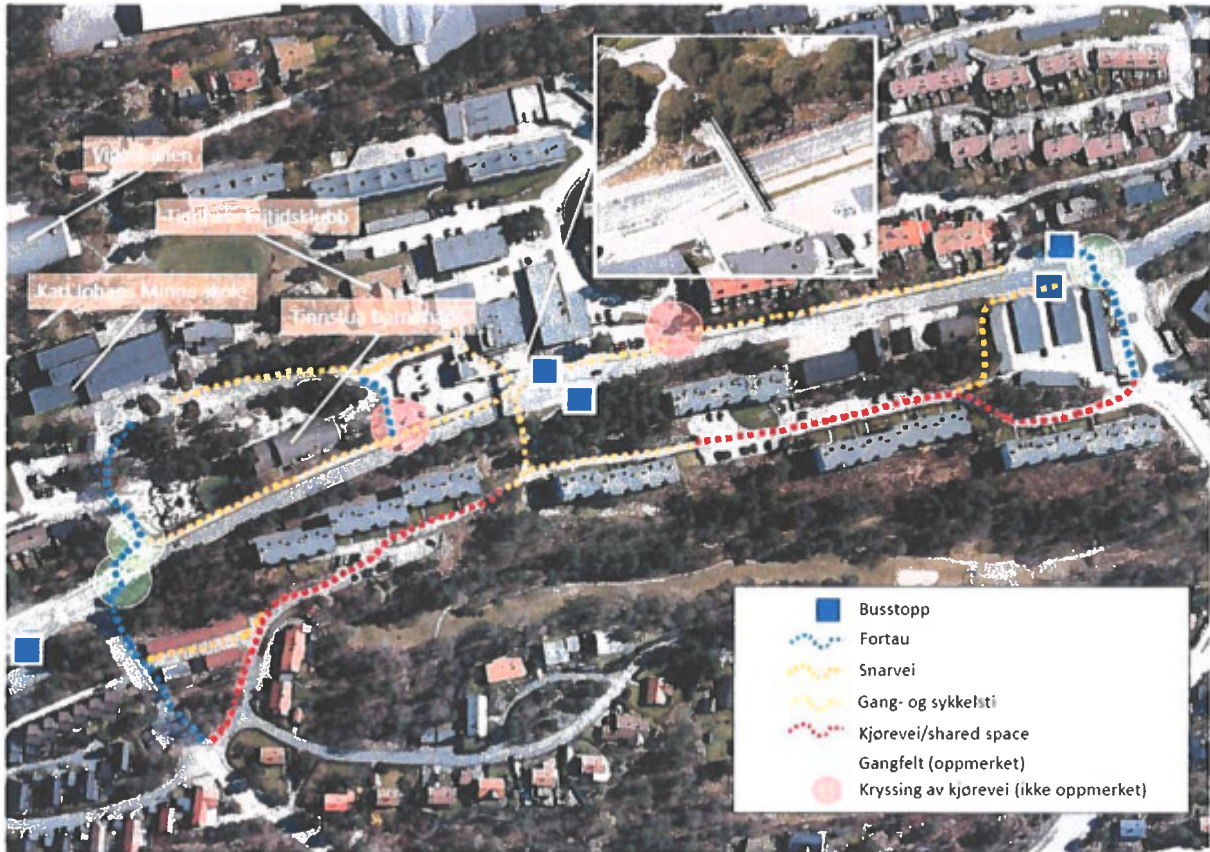 Karl Johans Minne skole
Busstopp
Fortau
Snarvei
Gang- og sykkelsti
Kjørevei/shared space
Gangfelt (oppmerket)
Kryssing av kjørevei (ikke oppmerket)